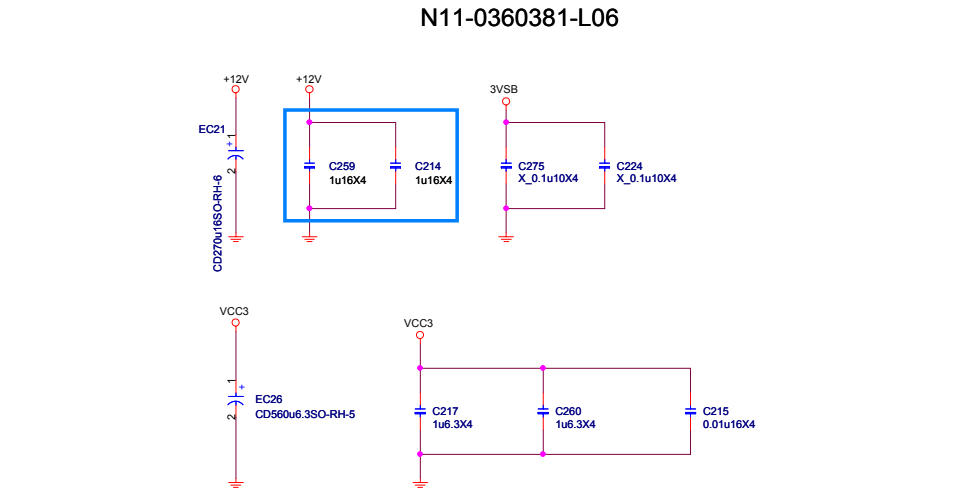 N11-0360381-L06
+12V
+12V
3VSB
EC21
1
+
2
CD270u16SO-RH-6
C259
1u16X4
C214
1u16X4
C275
X_0.1u10X4
C224
X_0.1u10X4
VCC3
VCC3
1
+
2
EC26
CD560u6.3SO-RH-5
C217
1u6.3X4
C260
1u6.3X4
C215
0.01u16X4